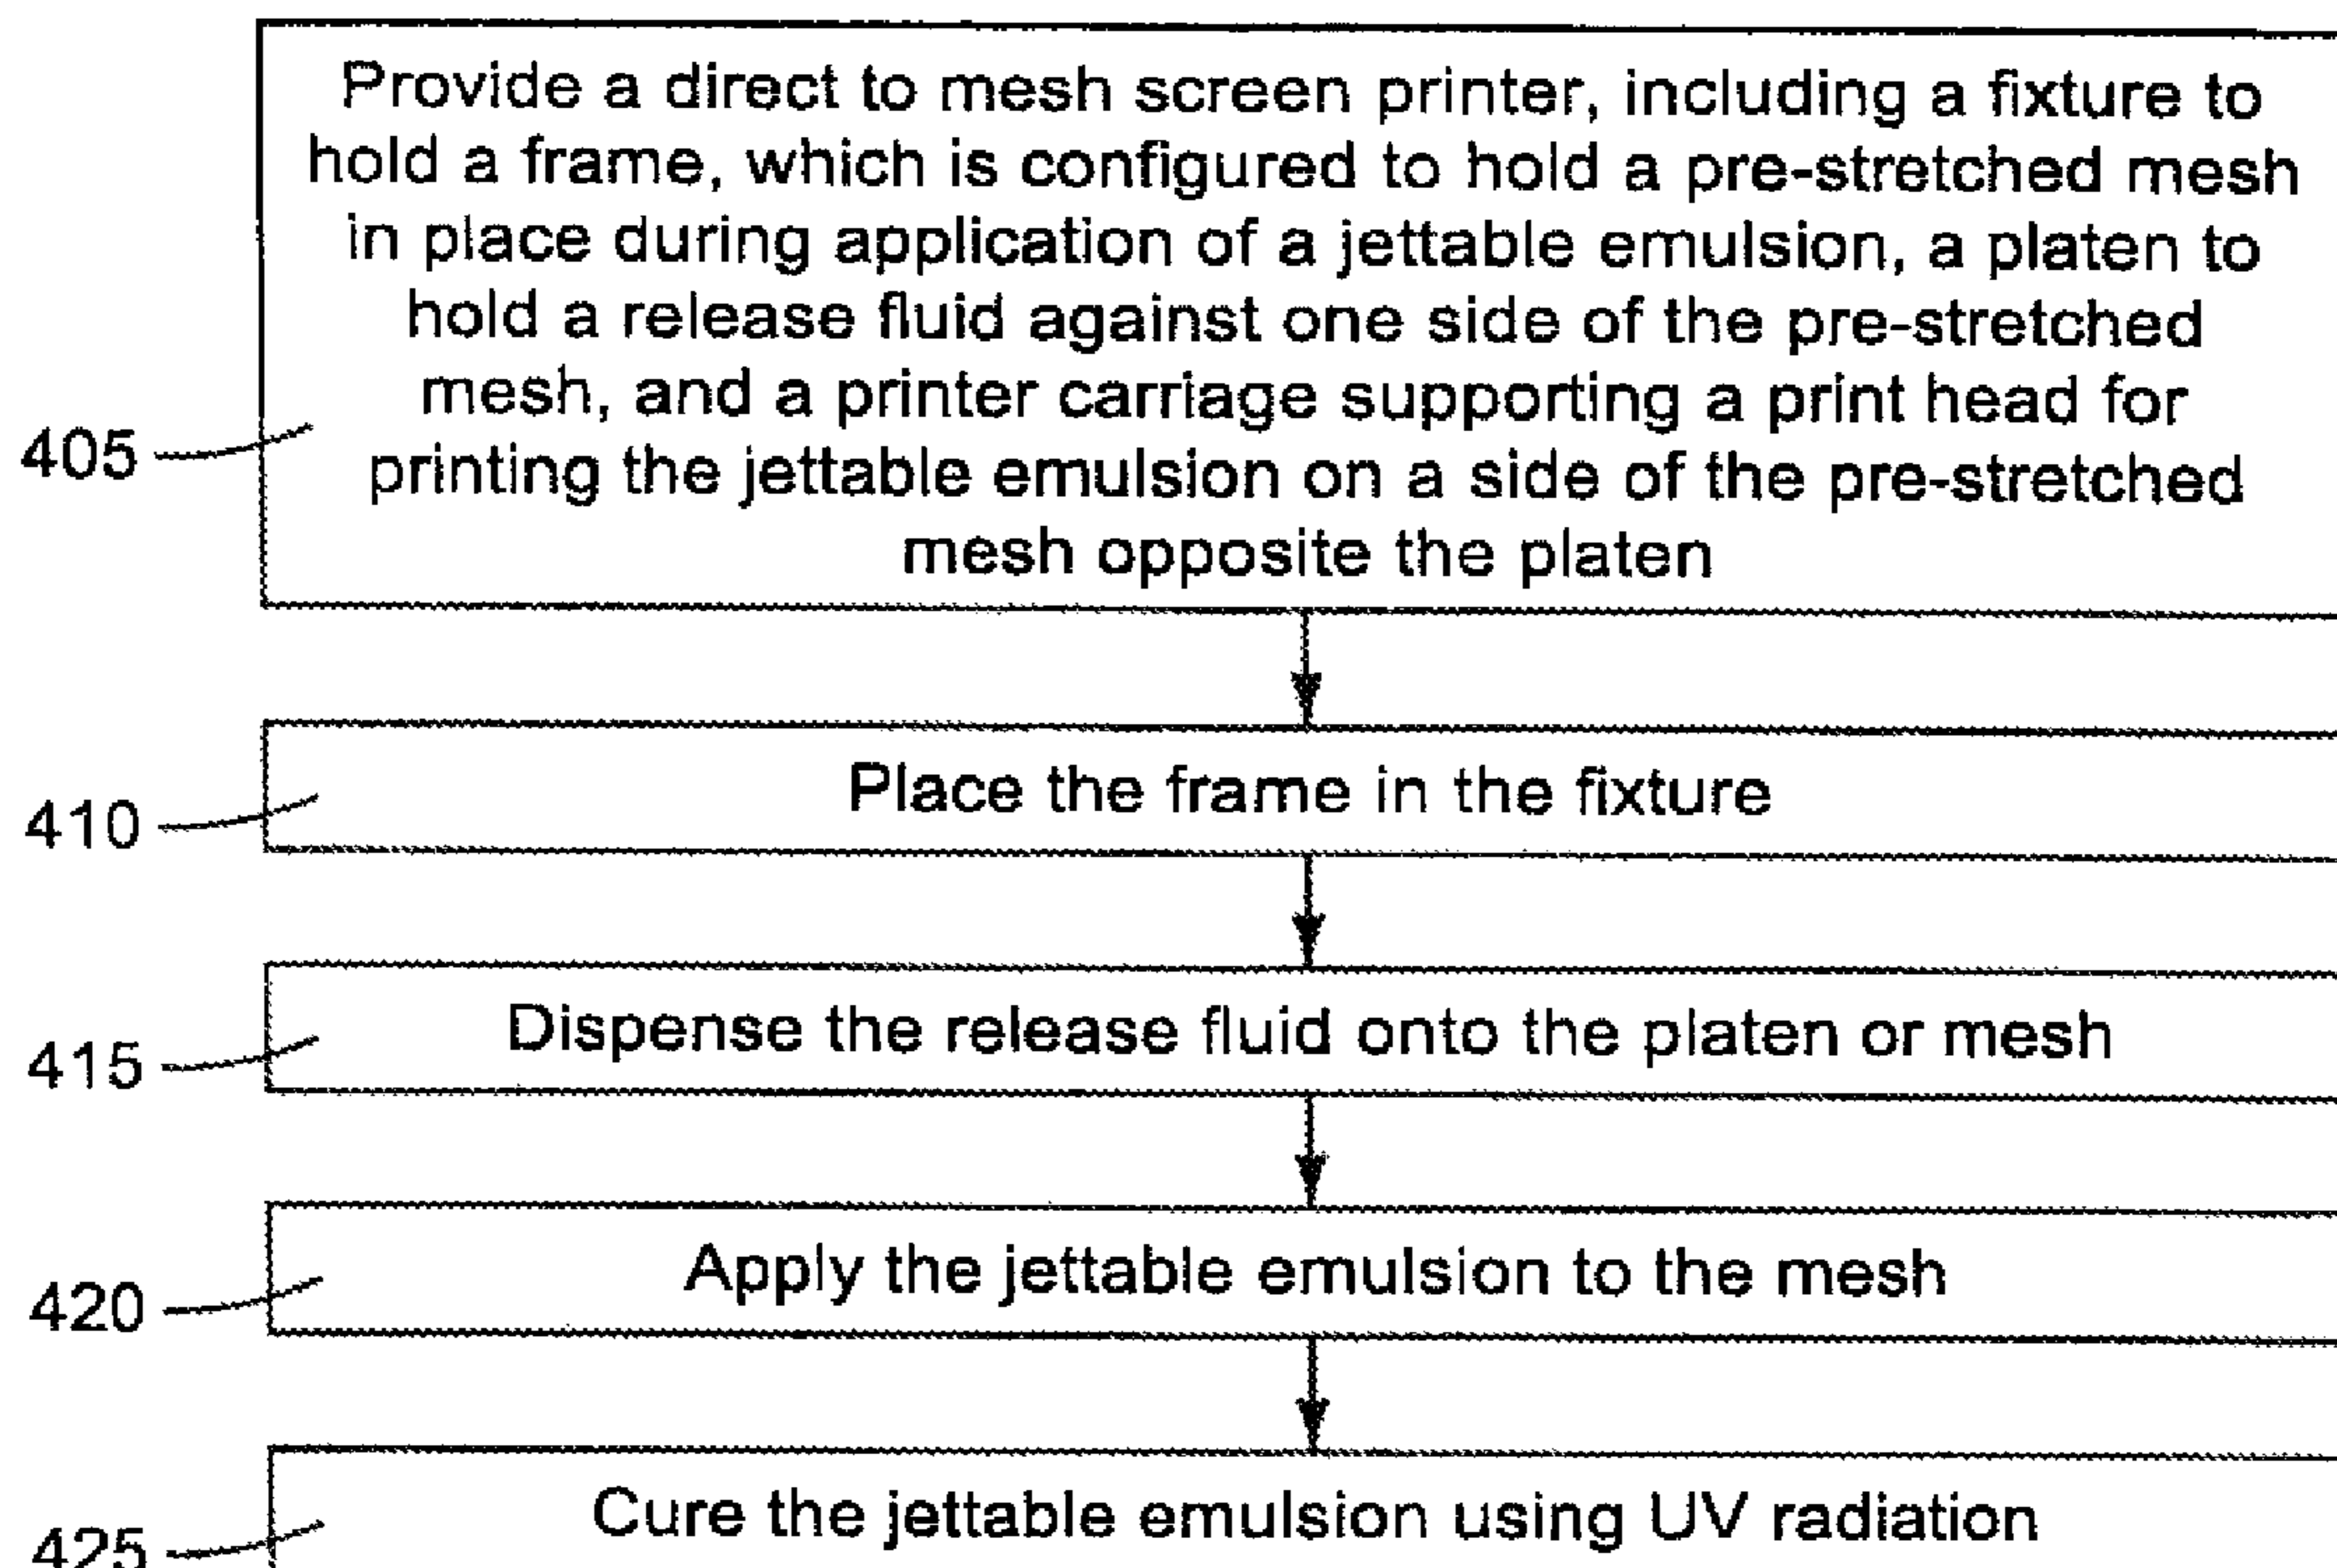 Provide a direct to mesh screen printer, including a fixture to
hold a frame, which is configured to hold a pre-stretched mesh
in place during application of a jettable emulsion, a platen to
hold a release fluid against one side of the pre-stretched
mesh, and a printer carriage supporting a print head for
printing the jettable emulsion on a side of the pre-stretched
mesh opposite the platen
405
Place the frame in the fixture
410
Dispense the release fluid onto the platen or mesh
415
Apply the jettable emulsion to the mesh
420
Cure the jettable emulsion using UV radiation
425